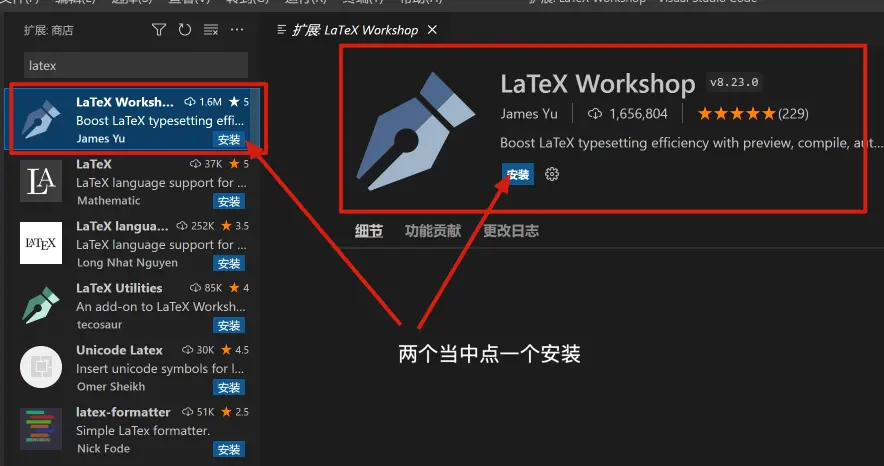 扩展: 商店
latex
LaTeX Worksh... 1.6M 5
Boost LaTeX typesetting effi...
James Yu 安装
LaTeX 37K 5
LaTeX language support for ...
Mathematic 安装
LaTeX langua... 252K 3.5
LaTeX language support for ...
Long Nhat Nguyen 安装
LaTeX Utilities 85K 4
An add-on to LaTeX Worksh...
tecosaur 安装
Unicode Latex 30K 4.5
Insert unicode symbols for l...
Omer Sheikh 安装
latex-formatter 51K 2.5
Simple LaTex formatter.
Nick Fode 安装
扩展: LaTeX Workshop
LaTeX Workshop v8.23.0
James Yu 1,656,804 (229)
Boost LaTeX typesetting efficiency with preview, compile, aut...
安装
细节 功能贡献 更改日志
两个当中点一个安装